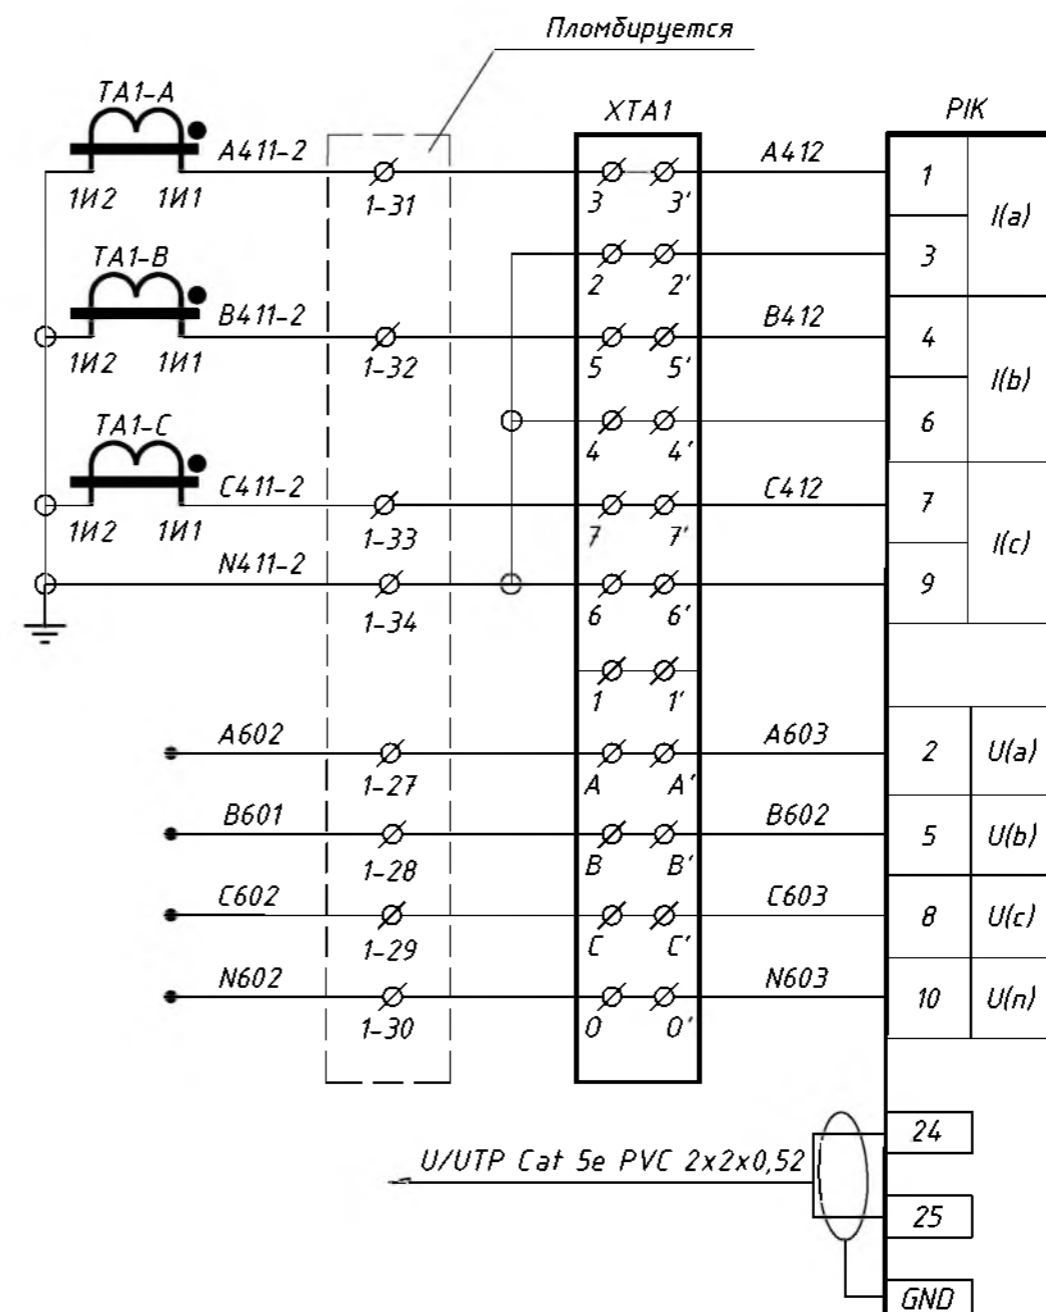 Пломбируется
ТА1-А
ХТА1
PIK
А411-2
А412
1
I(a)
1И2
1И1
1-31
3
3'
3
ТА1-В
2
2'
В411-2
В412
4
I(b)
1И2
1И1
1-32
5
5'
6
ТА1-С
4
4'
С411-2
С412
7
I(c)
1И2
1И1
1-33
7
7'
N411-2
9
1-34
6
6'
1
1'
А602
А603
2
U(a)
1-27
А
А'
В601
В602
5
U(b)
1-28
В
В'
С602
С603
8
U(c)
1-29
С
С'
N602
N603
10
U(n)
1-30
0
0'
24
U/UTP Cat 5e PVC 2x2x0,52
25
GND